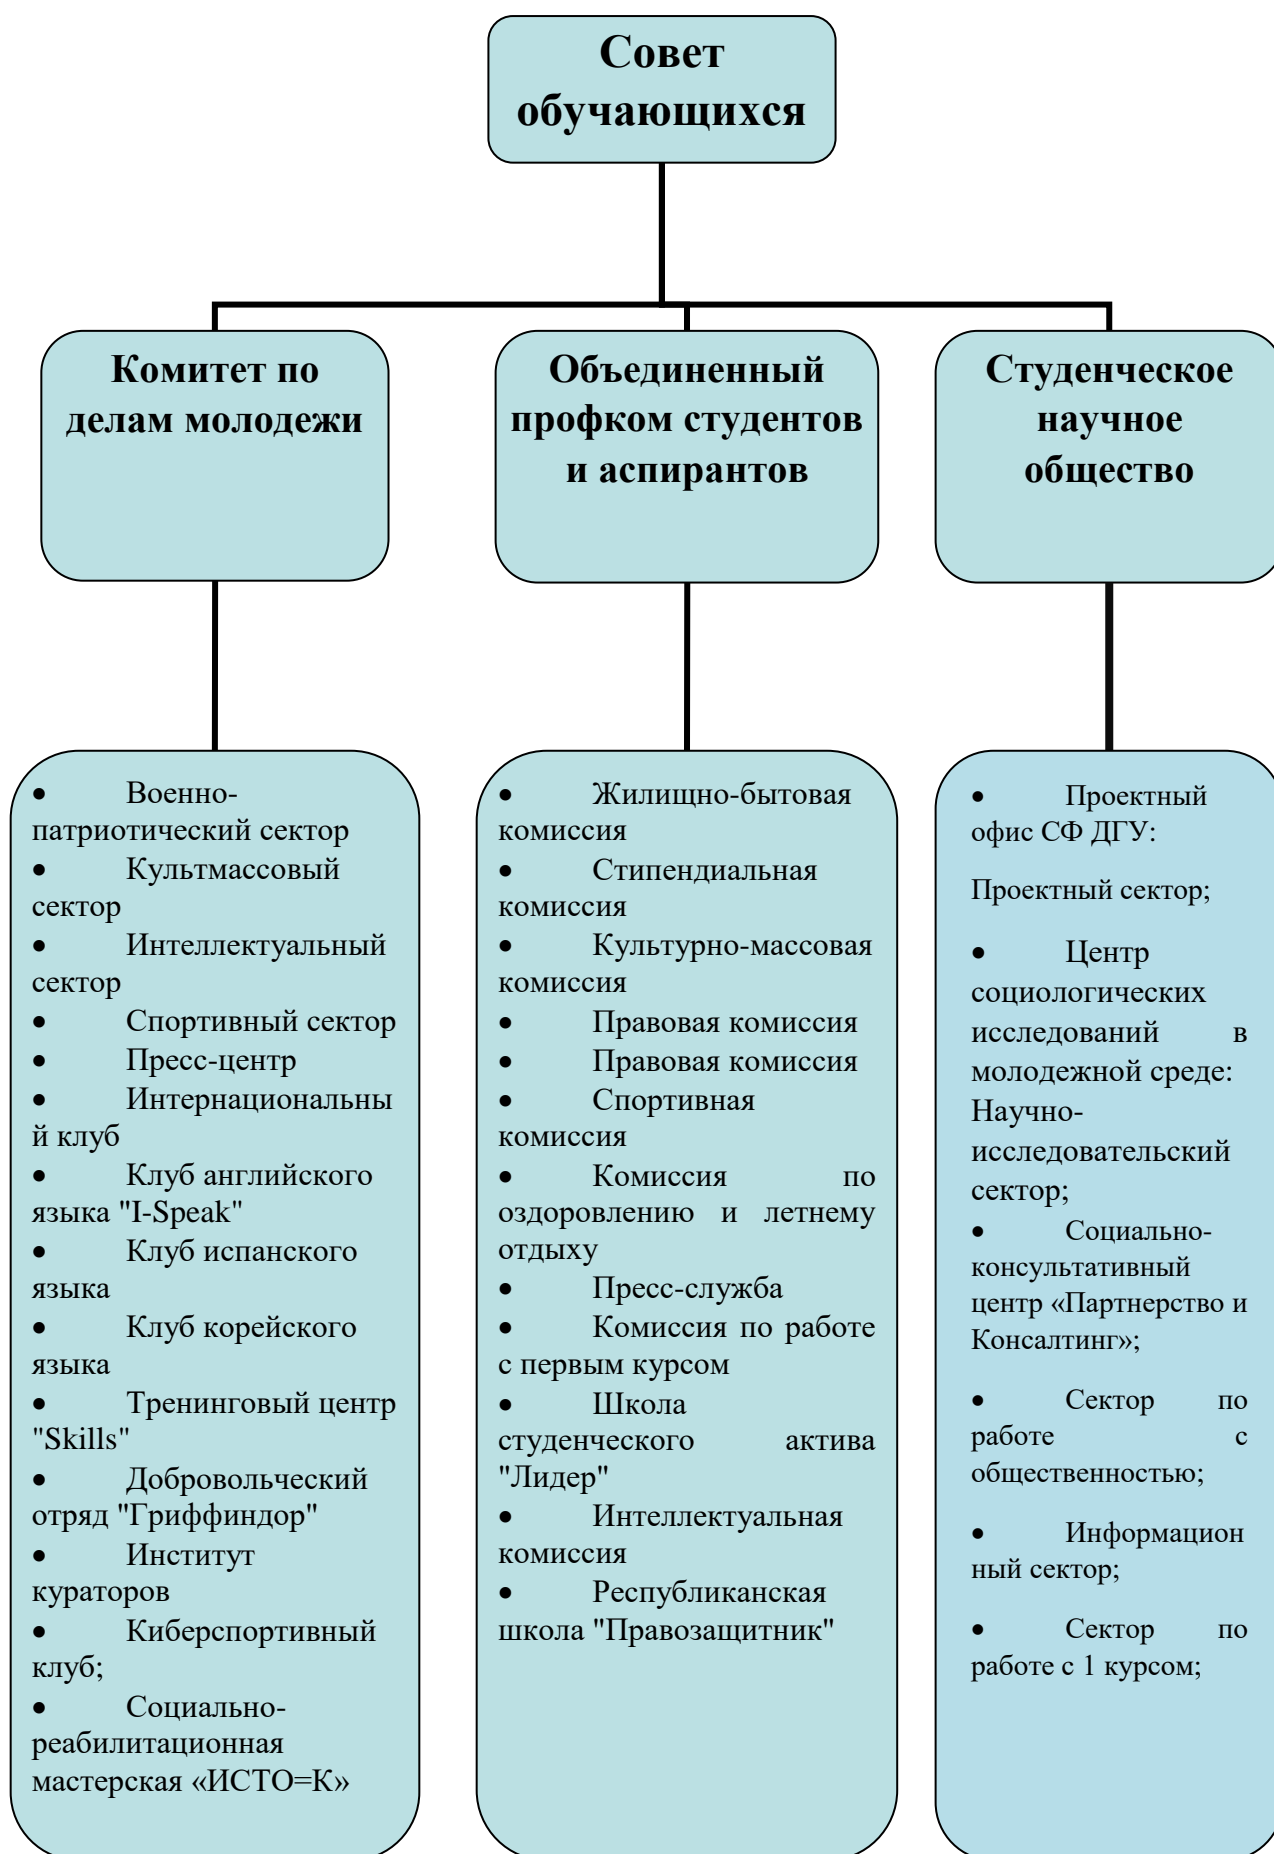 Совет
обучающихся
Комитет по
делам молодежи
Объединенный
профком студентов
и аспирантов
Студенческое
научное
общество
• Военно-
патриотический сектор
• Культмассовый
сектор
• Интеллектуальный
сектор
• Спортивный сектор
• Пресс-центр
• Интернациональны
й клуб
• Клуб английского
языка "I-Speak"
• Клуб испанского
языка
• Клуб корейского
языка
• Тренинговый центр
"Skills"
• Добровольческий
отряд "Гриффиндор"
• Институт
кураторов
• Киберспортивный
клуб;
• Социально-
реабилитационная
мастерская «ИСТО=К»
• Жилищно-бытовая
комиссия
• Стипендиальная
комиссия
• Культурно-массовая
комиссия
• Правовая комиссия
• Правовая комиссия
• Спортивная
комиссия
• Комиссия по
оздоровлению и летнему
отдыху
• Пресс-служба
• Комиссия по работе
с первым курсом
• Школа
студенческого актива
"Лидер"
• Интеллектуальная
комиссия
• Республиканская
школа "Правозащитник"
• Проектный
офис СФ ДГУ:
Проектный сектор;
• Центр
социологических
исследований в
молодежной среде:
Научно-
исследовательский
сектор;
• Социально-
консультативный
центр «Партнерство и
Консалтинг»;
• Сектор по
работе с
общественностью;
• Информацион
ный сектор;
• Сектор по
работе с 1 курсом;